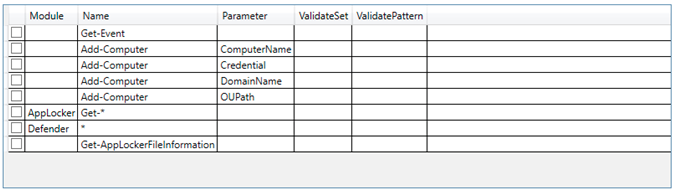 Module Name Parameter ValidateSet ValidatePattern
Get-Event
Add-Computer ComputerName
Add-Computer Credential
Add-Computer DomainName
Add-Computer OUPath
AppLocker Get-*
Defender *
Get-AppLockerFileInformation